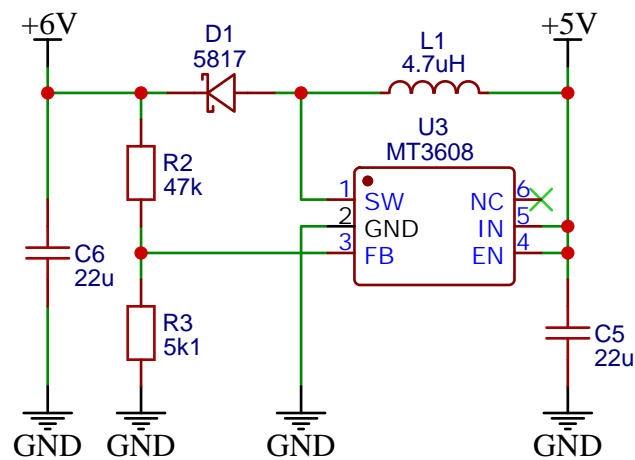 +6V
+5V
D1
5817
L1
4.7uH
U3
MT3608
R2
47k
1
SW
NC
6
2
GND
IN
5
3
FB
EN
4
C6
22u
R3
5k1
C5
22u
GND
GND
GND
GND